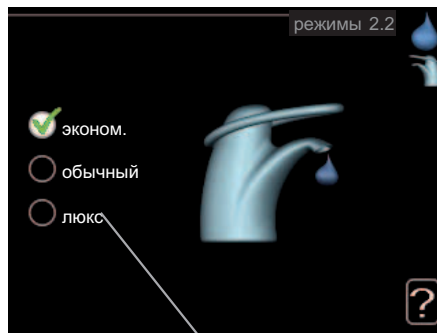 режимы 2.2
эконом.
обычный
люкс
?